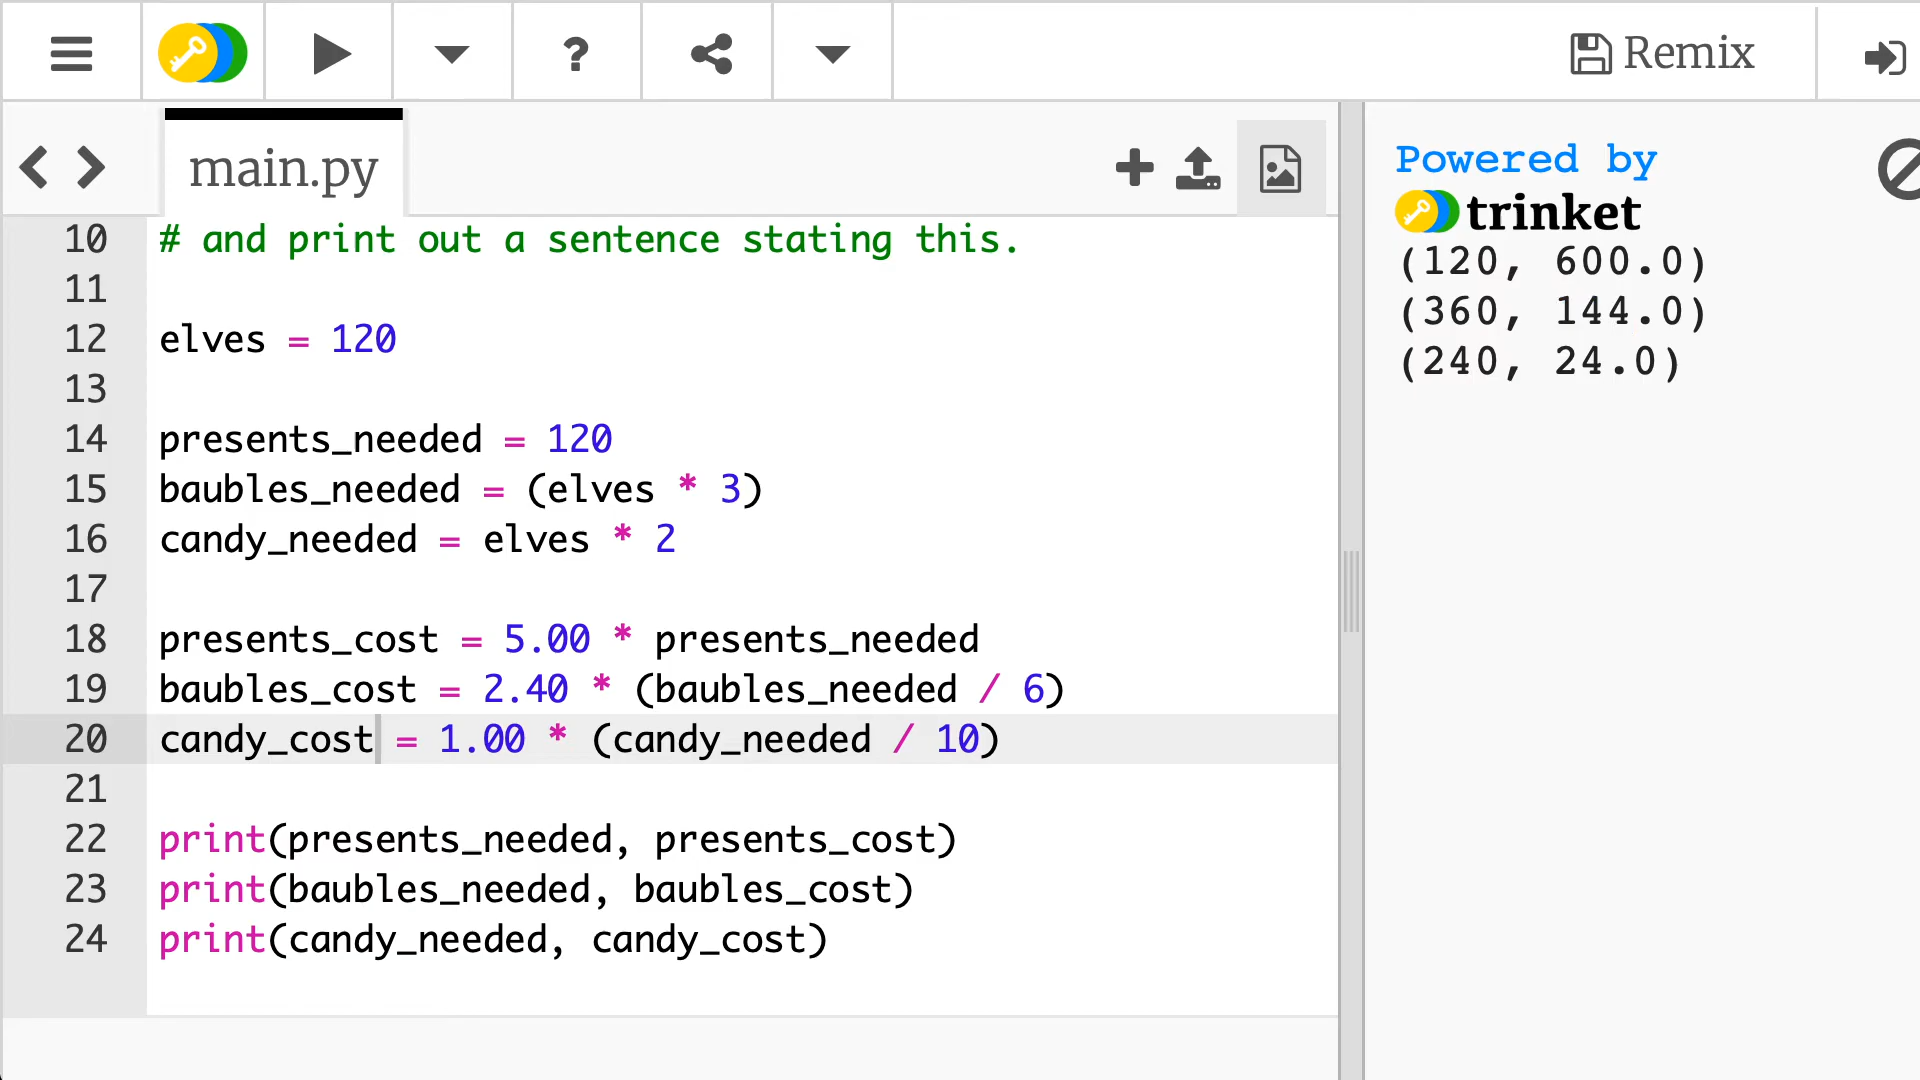 ?
Remix
main.py
10 # and print out a sentence stating this.
11
12 elves = 120
13
14 presents_needed = 120
15 baubles_needed = (elves * 3)
16 candy_needed = elves * 2
17
18 presents_cost = 5.00 * presents_needed
19 baubles_cost = 2.40 * (baubles_needed / 6)
20 candy_cost = 1.00 * (candy_needed / 10)
21
22 print(presents_needed, presents_cost)
23 print(baubles_needed, baubles_cost)
24 print(candy_needed, candy_cost)
Powered by
trinket
(120, 600.0)
(360, 144.0)
(240, 24.0)